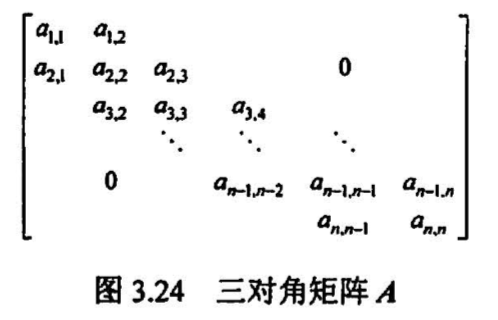 a1,1 a1,2
a2,1 a2,2 a2,3 0
a3,2 a3,3 a3,4
⋱ ⋱ ⋱
0 an−1,n−2 an−1,n−1 an−1,n
an,n−1 an,n
图 3.24 三对角矩阵 A